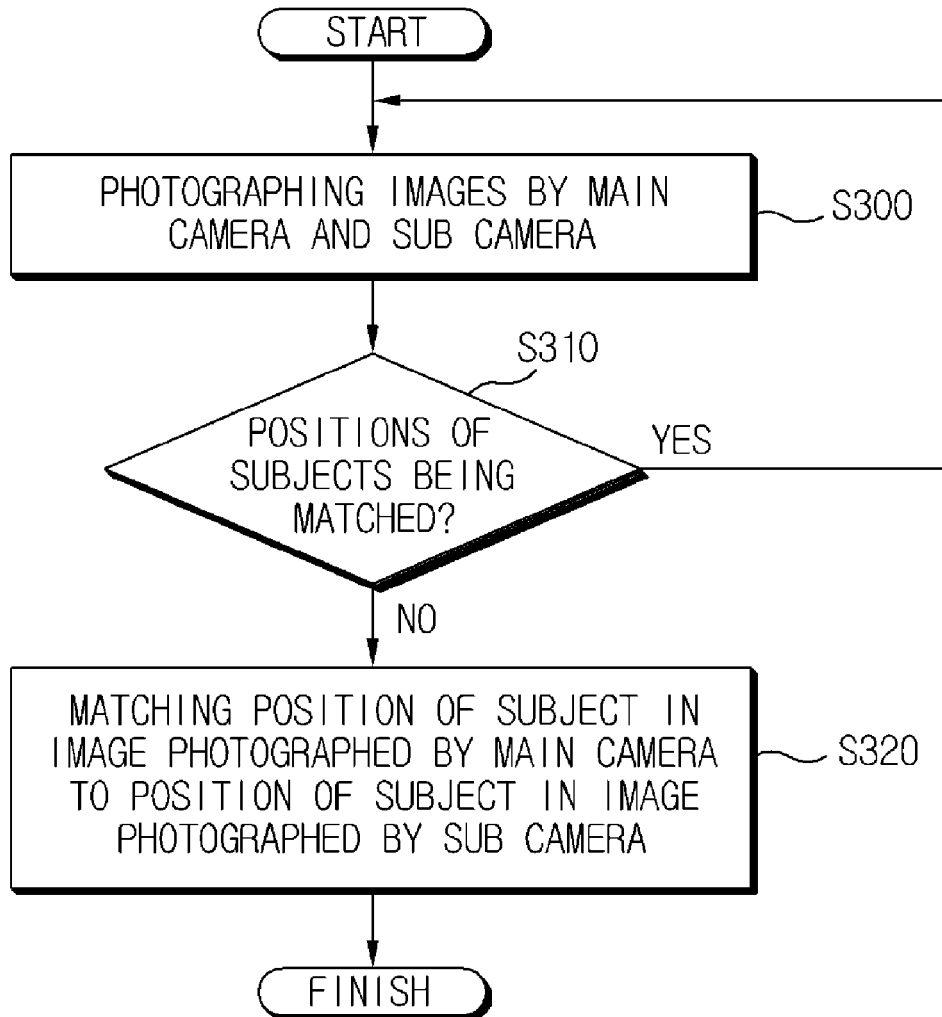 START
PHOTOGRAPHING IMAGES BY MAIN
CAMERA AND SUB CAMERA
S300
S310
POSITIONS OF
SUBJECTS BEING
MATCHED?
YES
NO
MATCHING POSITION OF SUBJECT IN
IMAGE PHOTOGRAPHED BY MAIN CAMERA
TO POSITION OF SUBJECT IN IMAGE
PHOTOGRAPHED BY SUB CAMERA
S320
FINISH